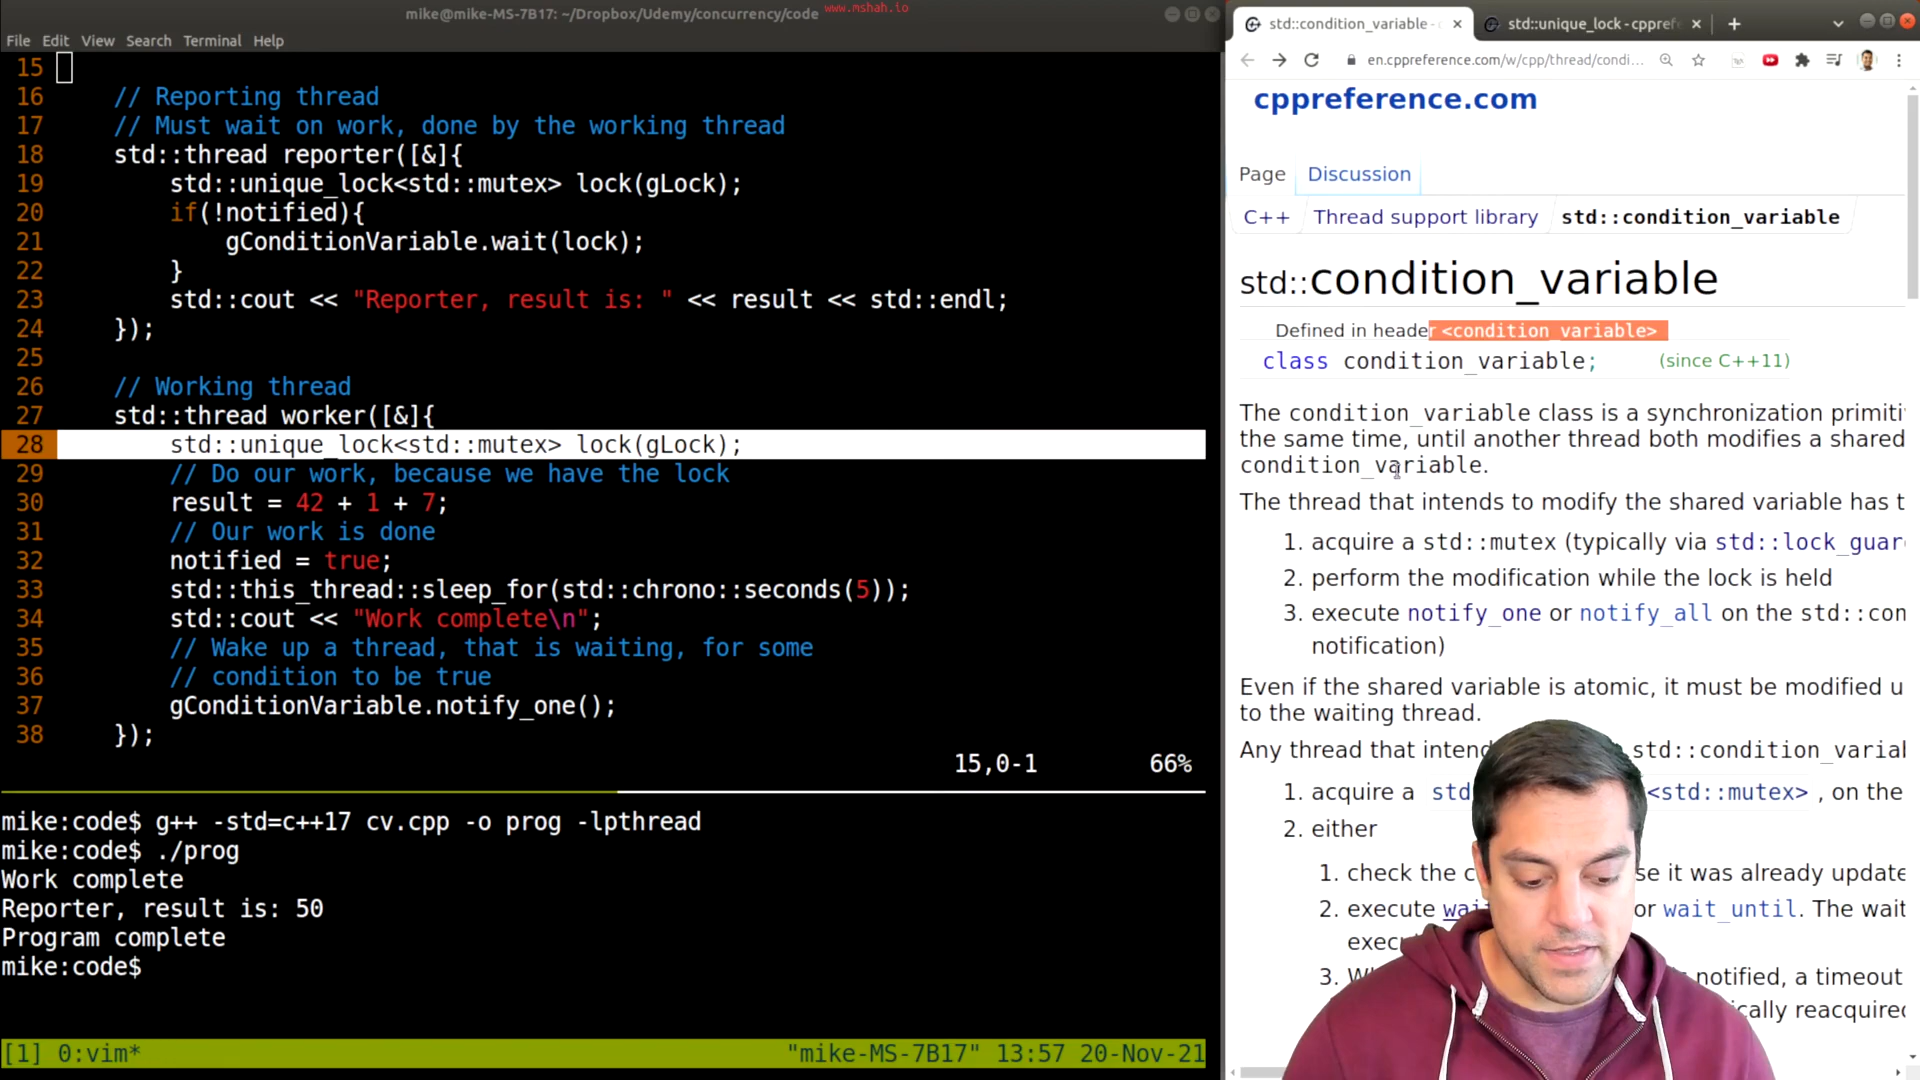 mike@mike-MS-7B17: ~/Dropbox/Udemy/concurrency/code
www.mshah.io
File Edit View Search Terminal Help
15
16 // Reporting thread
17 // Must wait on work, done by the working thread
18 std::thread reporter([&]{
19 std::unique_lock<std::mutex> lock(gLock);
20 if(!notified){
21 gConditionVariable.wait(lock);
22 }
23 std::cout << "Reporter, result is: " << result << std::endl;
24 });
25
26 // Working thread
27 std::thread worker([&]{
28 std::unique_lock<std::mutex> lock(gLock);
29 // Do our work, because we have the lock
30 result = 42 + 1 + 7;
31 // Our work is done
32 notified = true;
33 std::this_thread::sleep_for(std::chrono::seconds(5));
34 std::cout << "Work complete\n";
35 // Wake up a thread, that is waiting, for some
36 // condition to be true
37 gConditionVariable.notify_one();
38 });
15,0-1 66%
mike:code$ g++ -std=c++17 cv.cpp -o prog -lpthread
mike:code$ ./prog
Work complete
Reporter, result is: 50
Program complete
mike:code$
[1] 0:vim* "mike-MS-7B17" 13:57 20-Nov-21
std::condition_variable - c
std::unique_lock - cpprefe
en.cppreference.com/w/cpp/thread/condi...
cppreference.com
Page Discussion
C++ Thread support library std::condition_variable
std::condition_variable
Defined in header <condition_variable>
class condition_variable; (since C++11)
The condition_variable class is a synchronization primiti
the same time, until another thread both modifies a shared
condition_variable.
The thread that intends to modify the shared variable has t
1. acquire a std::mutex (typically via std::lock_guar
2. perform the modification while the lock is held
3. execute notify_one or notify_all on the std::con
notification)
Even if the shared variable is atomic, it must be modified u
to the waiting thread.
Any thread that intend std::condition_variab
1. acquire a std <std::mutex> , on the
2. either
1. check the c se it was already update
2. execute wai or wait_until. The wait
exec
3. W notified, a timeout
ically reacquired